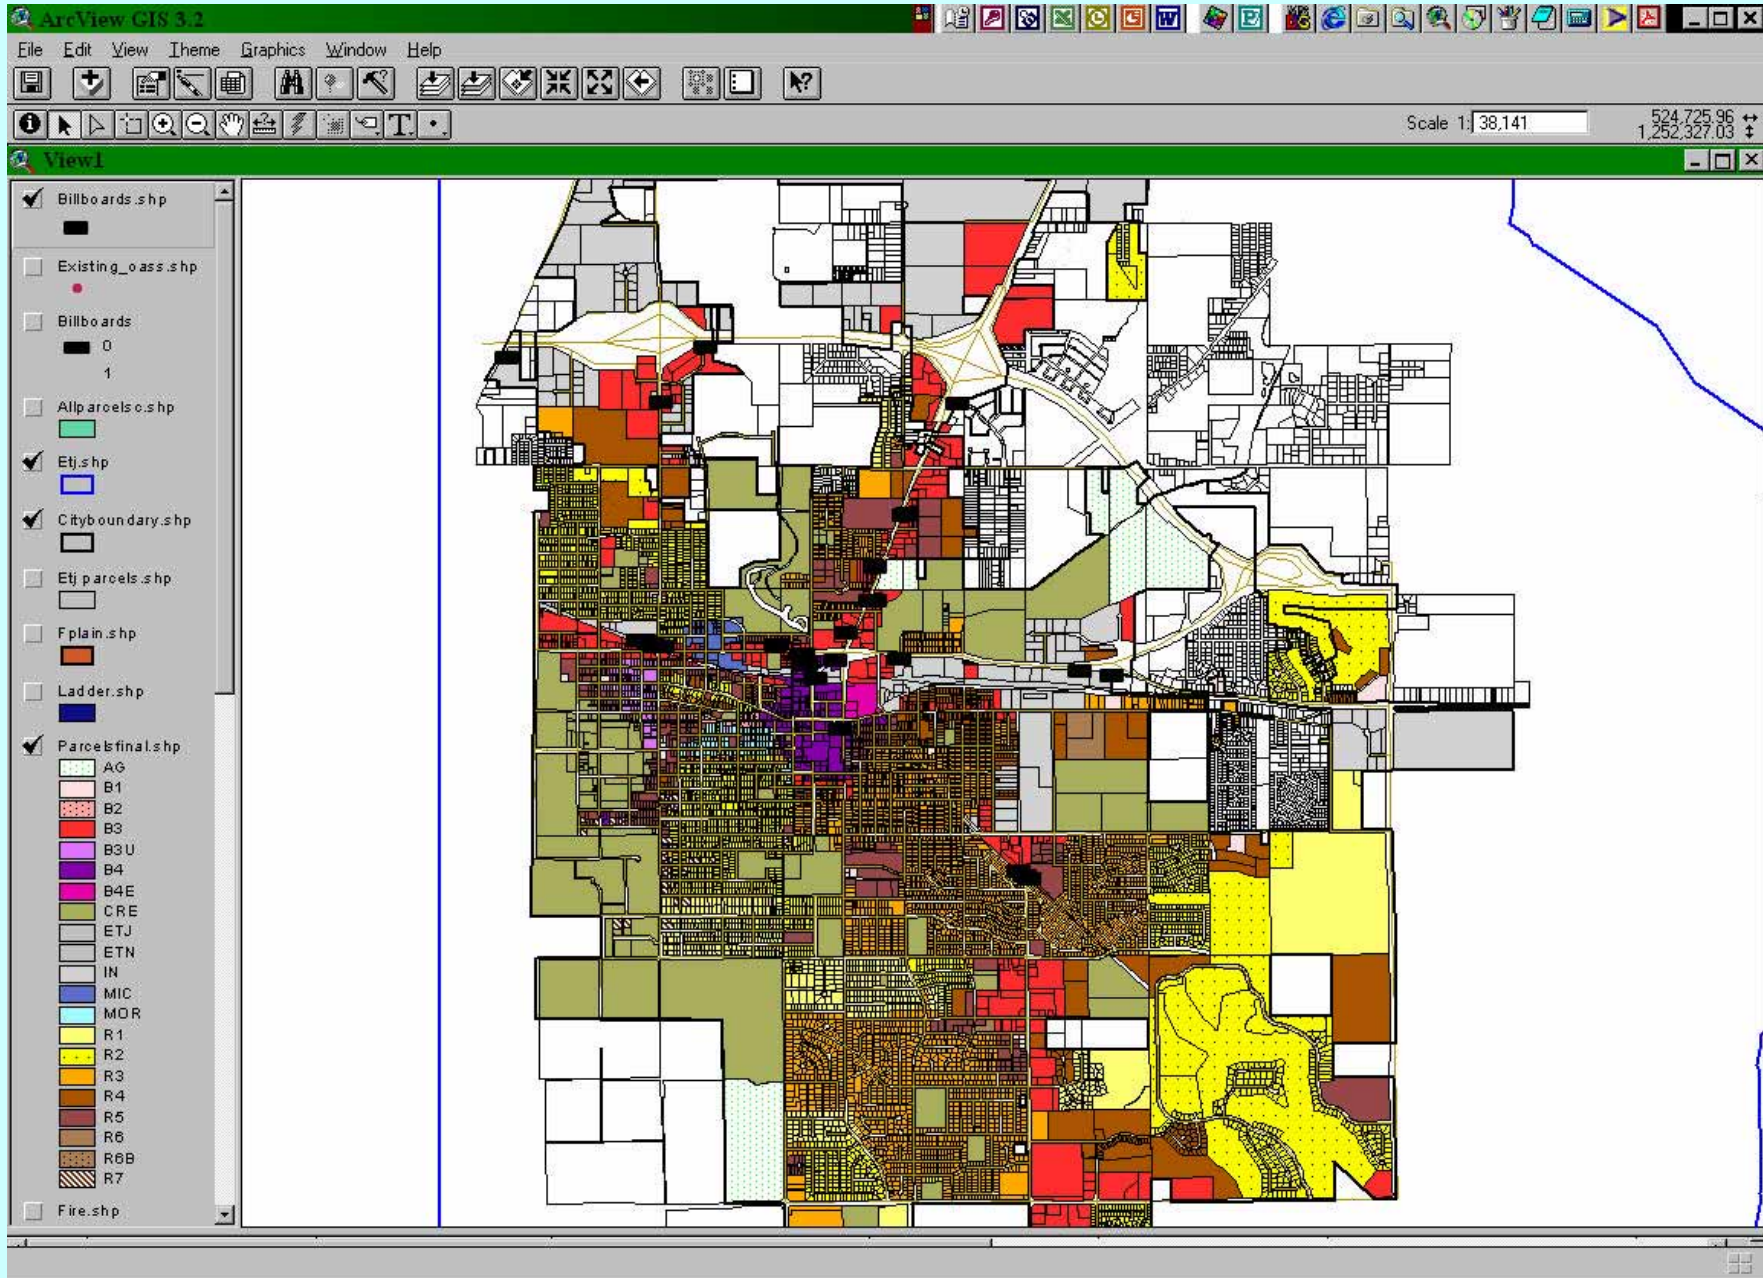 ArcView GIS 3.2
File Edit View Theme Graphics Window Help
Scale 1: 38,141
524,725.96
1,252,327.03
View1
Billboards.shp
Existing_oass.shp
Billboards
0
1
Allparcelsc.shp
Etj.shp
Cityboundary.shp
Etj parcels.shp
Fplain.shp
Ladder.shp
Parcelsfinal.shp
AG
B1
B2
B3
B3U
B4
B4E
CRE
ETJ
ETN
IN
MIC
MOR
R1
R2
R3
R4
R5
R6
R6B
R7
Fire.shp